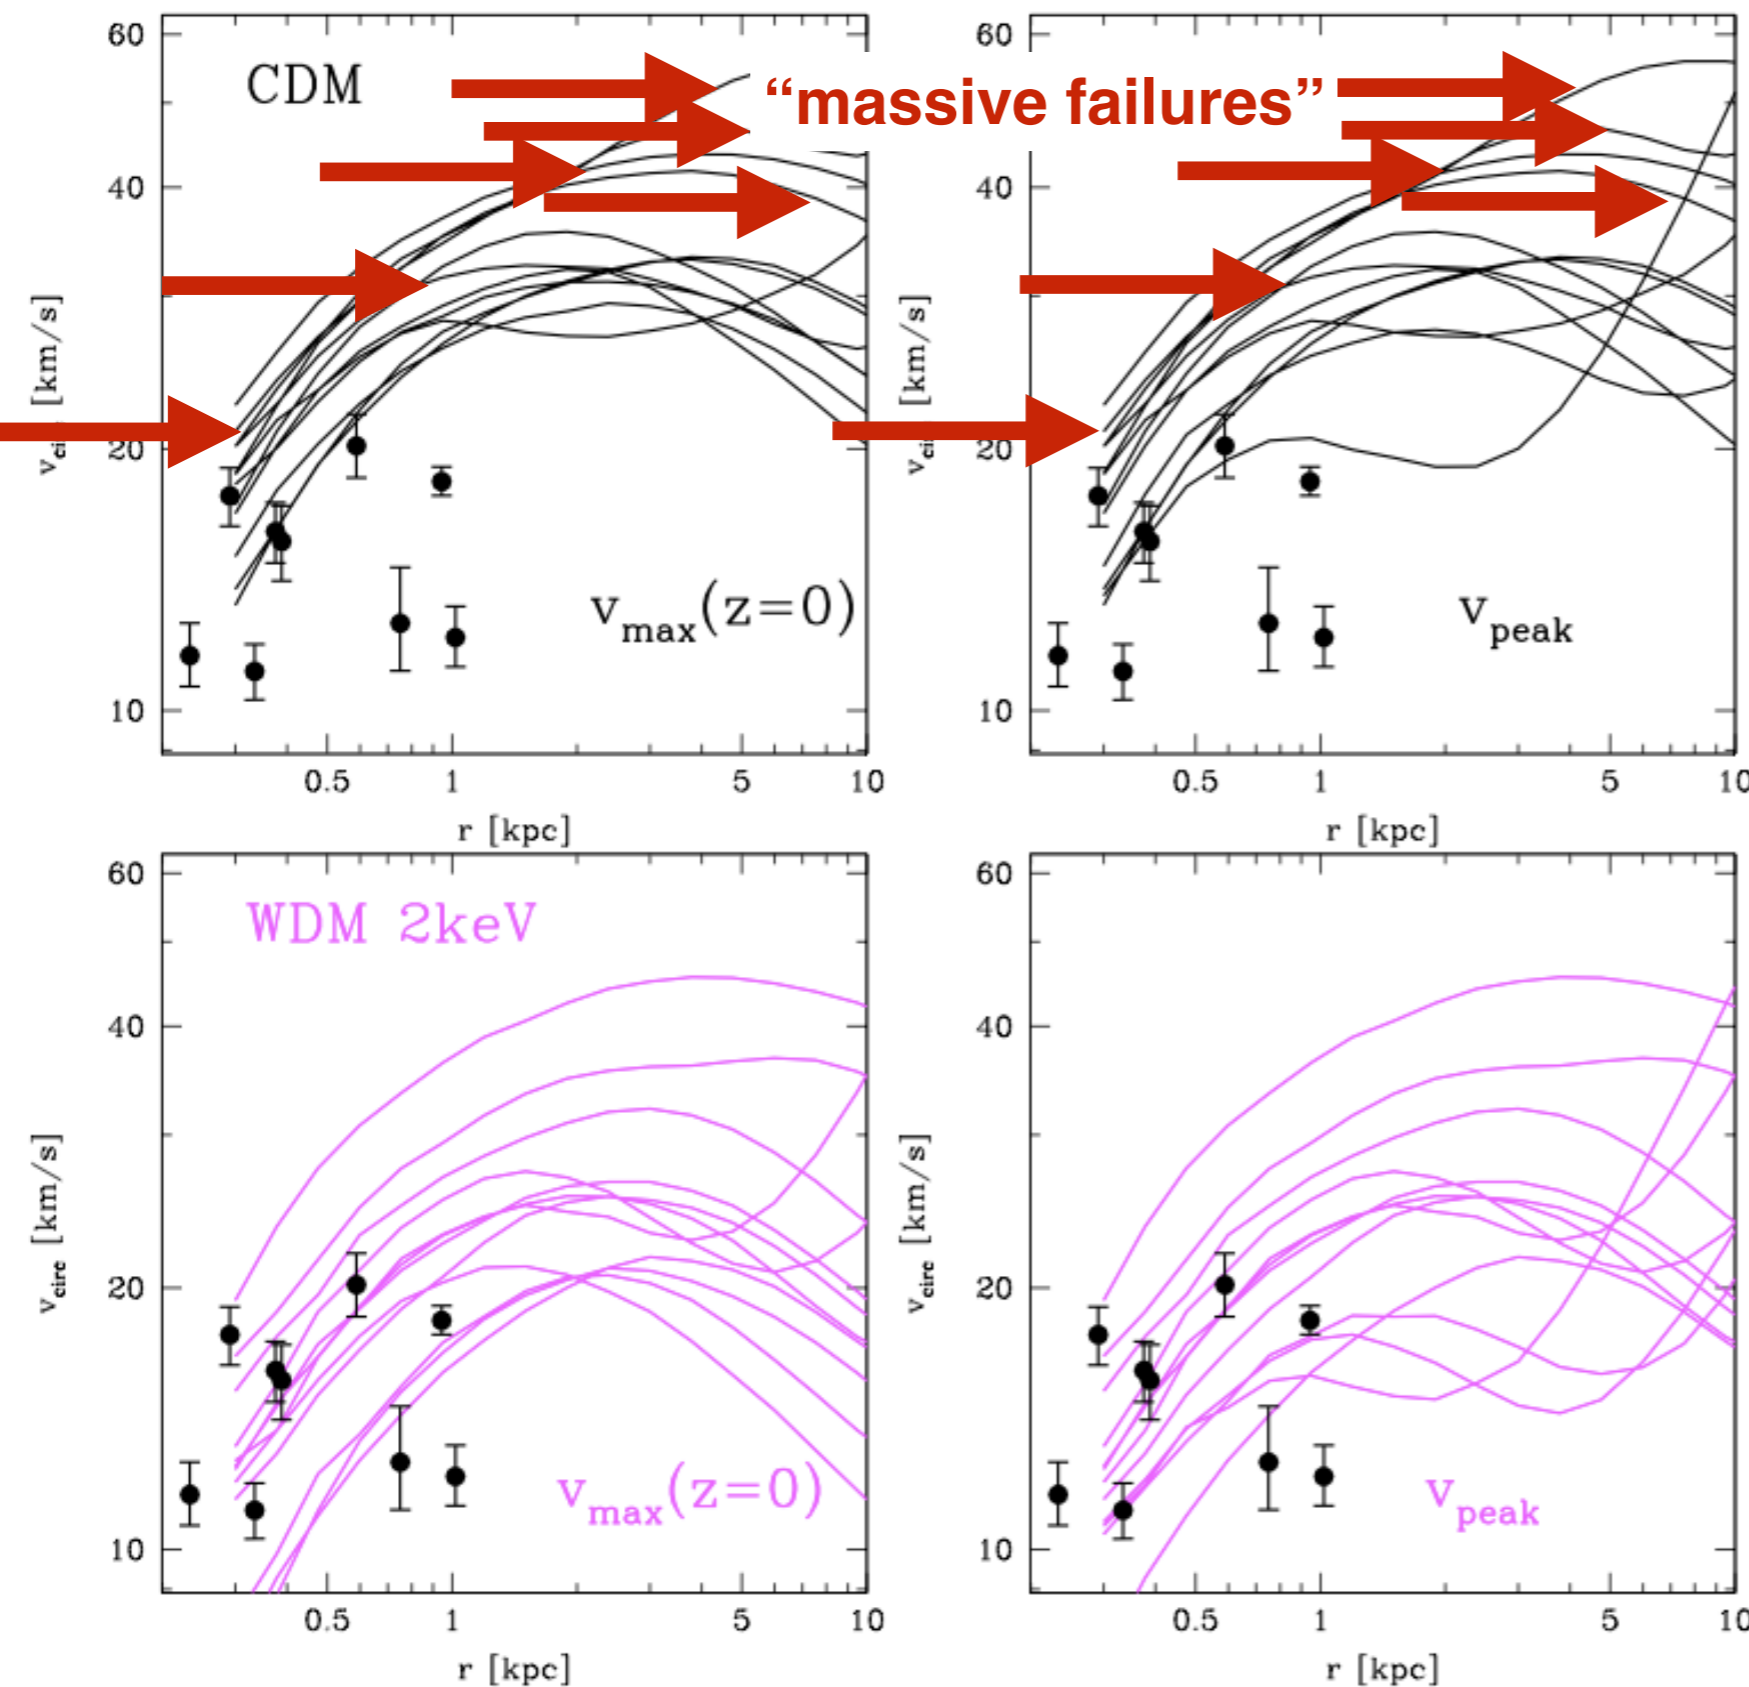 60
40
20
10
CDM
“massive failures”
v_max(z=0)
[km/s]
0.5 1 5 10
r [kpc]
60
40
20
10
v_peak
[km/s]
0.5 1 5 10
r [kpc]
60
40
20
10
WDM 2keV
v_max(z=0)
v_circ [km/s]
0.5 1 5 10
r [kpc]
60
40
20
10
v_peak
v_circ [km/s]
0.5 1 5 10
r [kpc]